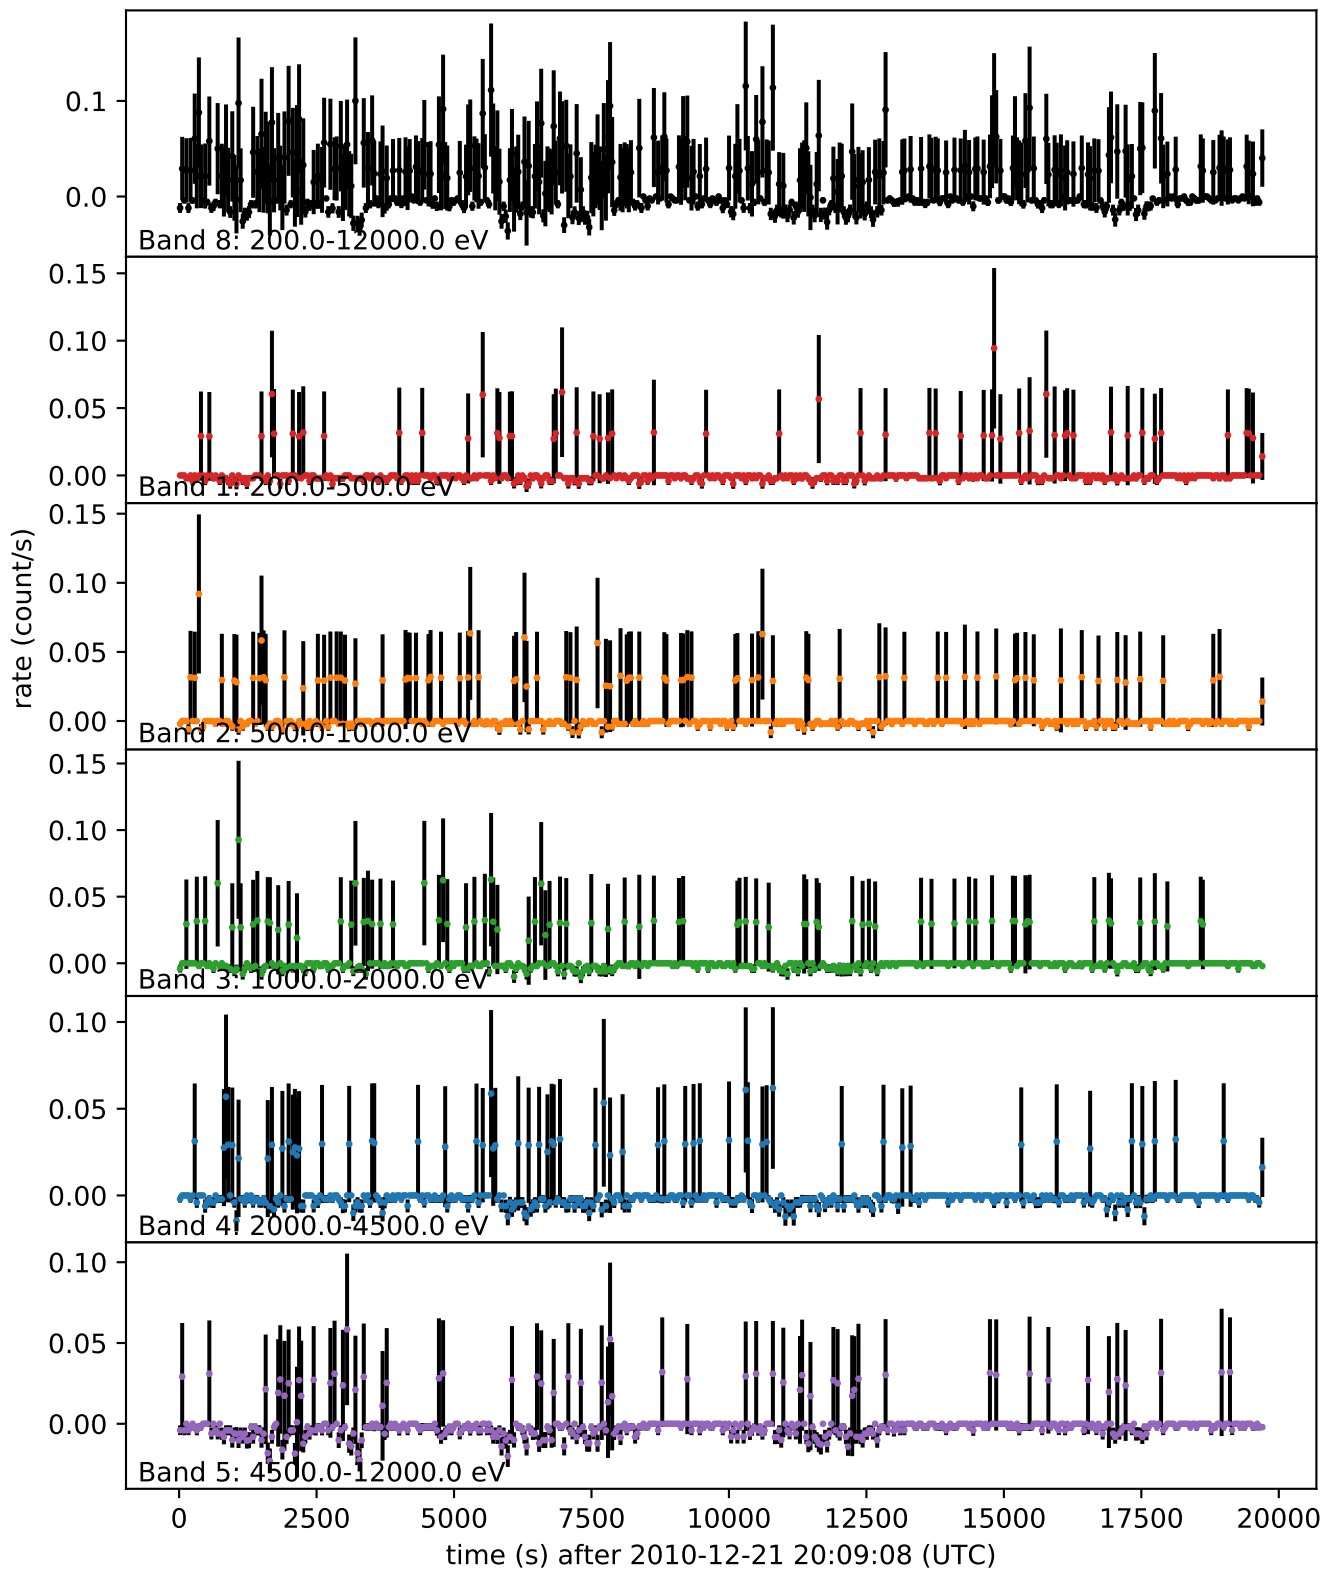 0.1
0.0
Band 8: 200.0-12000.0 eV
0.15
0.10
0.05
0.00
Band 1: 200.0-500.0 eV
rate (count/s)
0.15
0.10
0.05
0.00
Band 2: 500.0-1000.0 eV
0.15
0.10
0.05
0.00
Band 3: 1000.0-2000.0 eV
0.10
0.05
0.00
Band 4: 2000.0-4500.0 eV
0.10
0.05
0.00
Band 5: 4500.0-12000.0 eV
0 2500 5000 7500 10000 12500 15000 17500 20000
time (s) after 2010-12-21 20:09:08 (UTC)